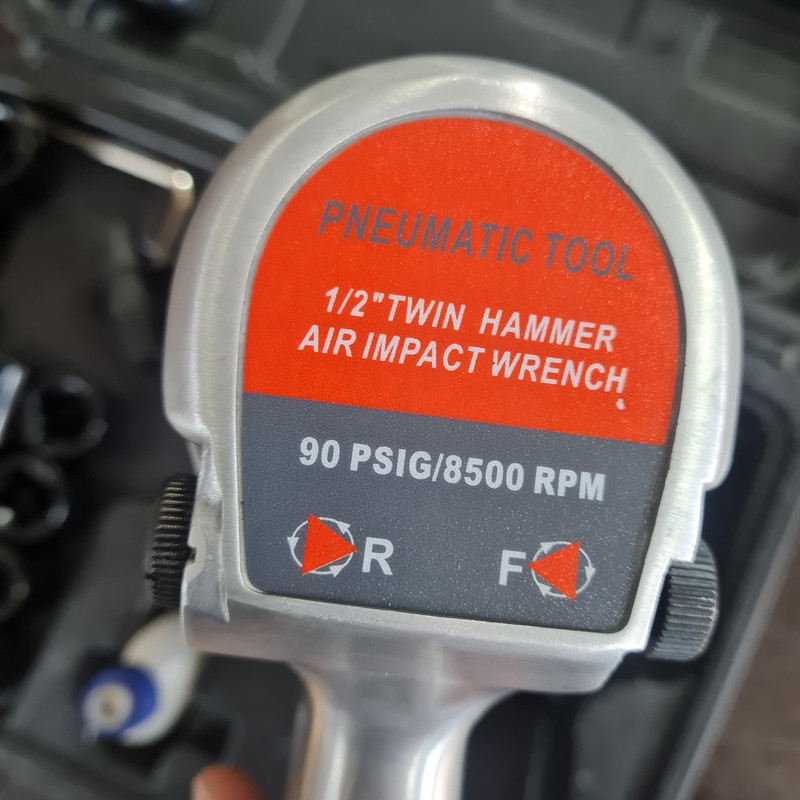 PNEUMATIC TOOL
1/2" TWIN HAMMER
AIR IMPACT WRENCH
90 PSIG/8500 RPM
R F